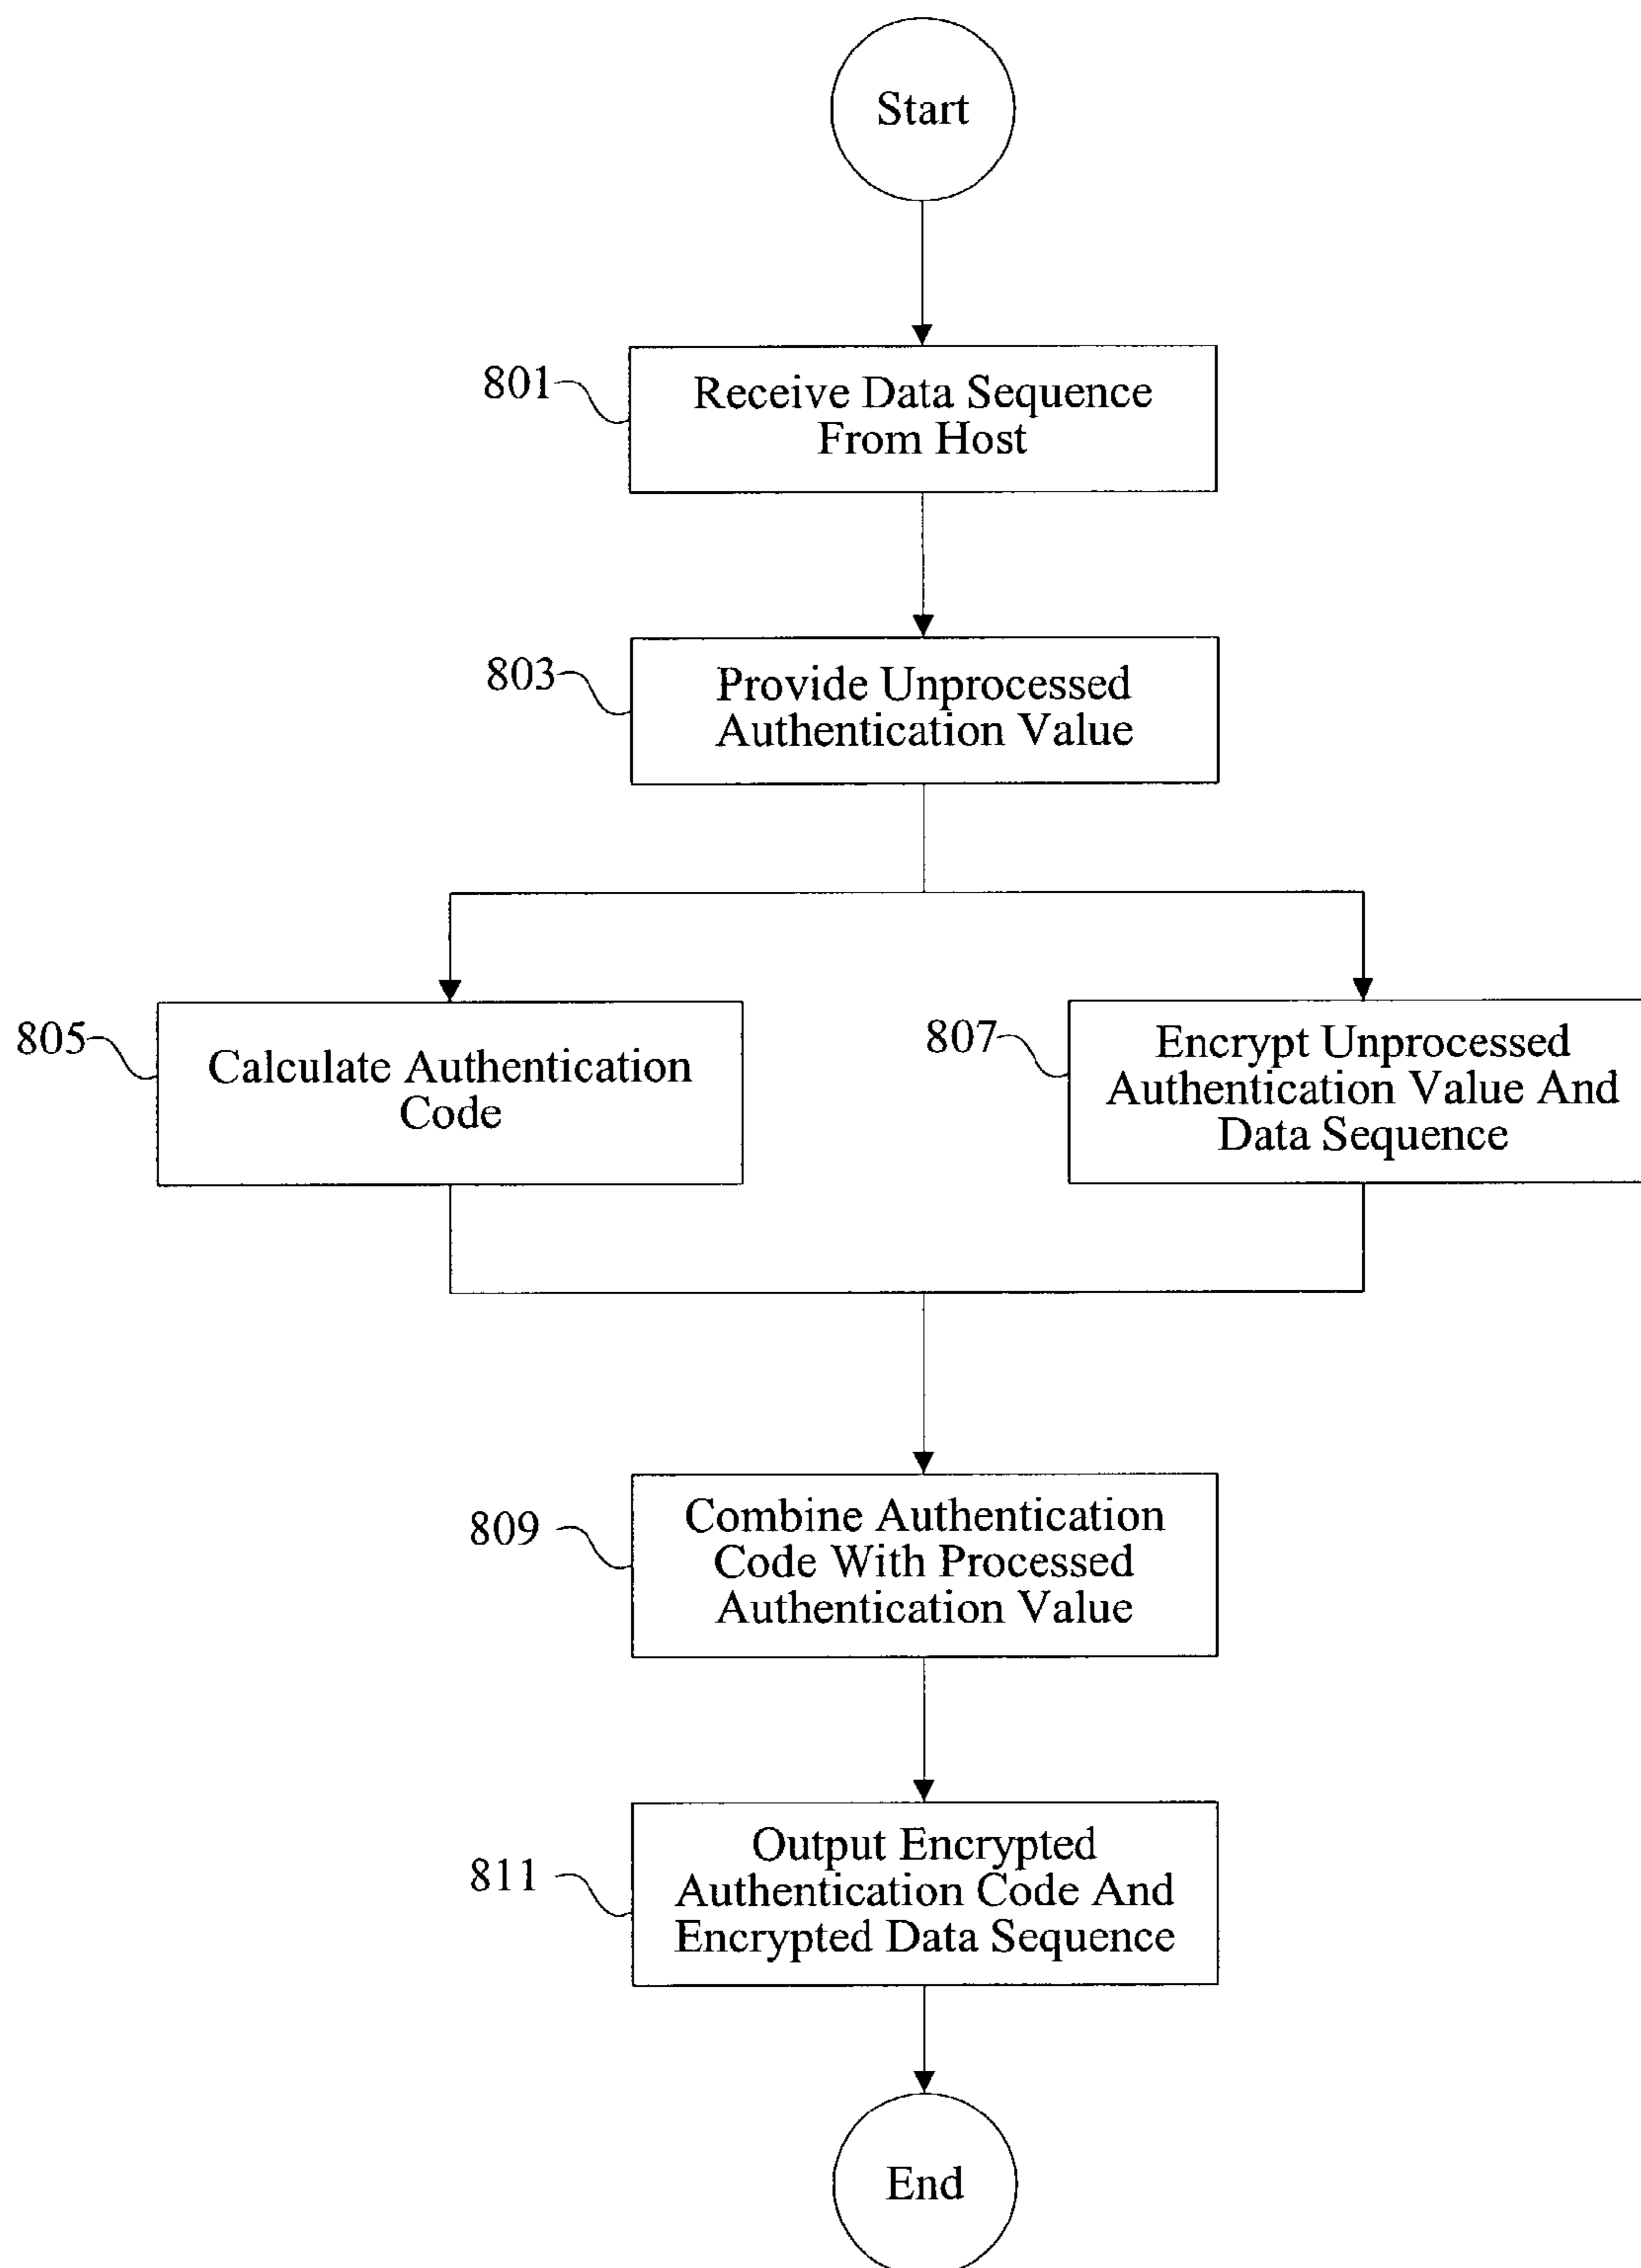 Start
801
Receive Data Sequence
From Host
803
Provide Unprocessed
Authentication Value
805
Calculate Authentication
Code
807
Encrypt Unprocessed
Authentication Value And
Data Sequence
809
Combine Authentication
Code With Processed
Authentication Value
811
Output Encrypted
Authentication Code And
Encrypted Data Sequence
End